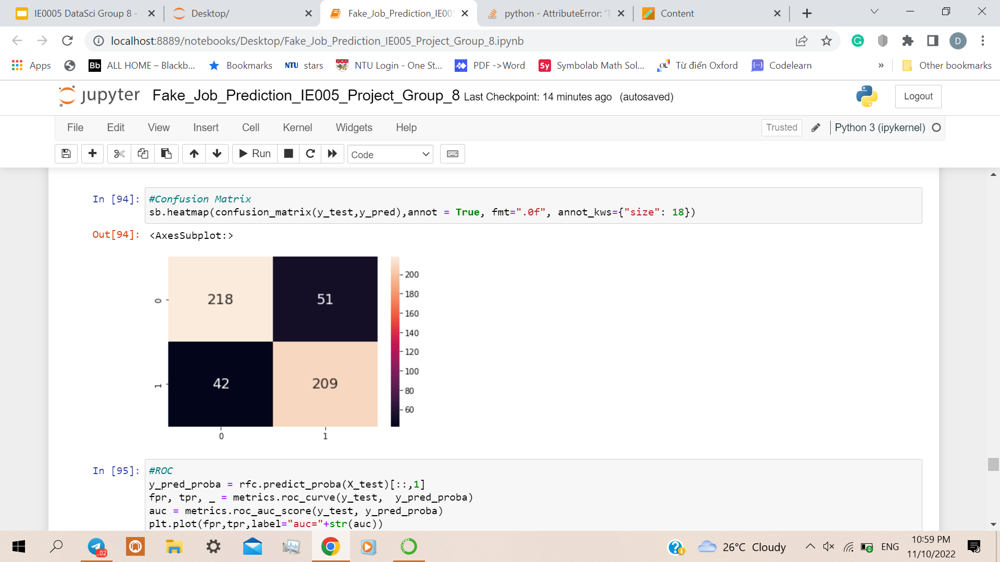 IE0005 DataSci Group 8 -
Desktop/
Fake_Job_Prediction_IE00
python - AttributeError: 'T
Content
localhost:8889/notebooks/Desktop/Fake_Job_Prediction_IE005_Project_Group_8.ipynb
D
Apps
Bb ALL HOME – Blackb...
Bookmarks
NTU stars
NTU Login - One St...
PDF ->Word
Sy Symbolab Math Sol...
OL Từ điển Oxford
Codelearn
»
Other bookmarks
jupyter Fake_Job_Prediction_IE005_Project_Group_8 Last Checkpoint: 14 minutes ago (autosaved)
Logout
File Edit View Insert Cell Kernel Widgets Help
Trusted
Python 3 (ipykernel)
Run
Code
In [94]: #Confusion Matrix
sb.heatmap(confusion_matrix(y_test,y_pred),annot = True, fmt=".0f", annot_kws={"size": 18})
Out[94]: <AxesSubplot:>
218 51
42 209
0
1
0 1
200
180
160
140
120
100
80
60
In [95]: #ROC
y_pred_proba = rfc.predict_proba(X_test)[::,1]
fpr, tpr, _ = metrics.roc_curve(y_test,  y_pred_proba)
auc = metrics.roc_auc_score(y_test, y_pred_proba)
plt.plot(fpr,tpr,label="auc="+str(auc))
..02
26°C Cloudy
ENG
10:59 PM
11/10/2022